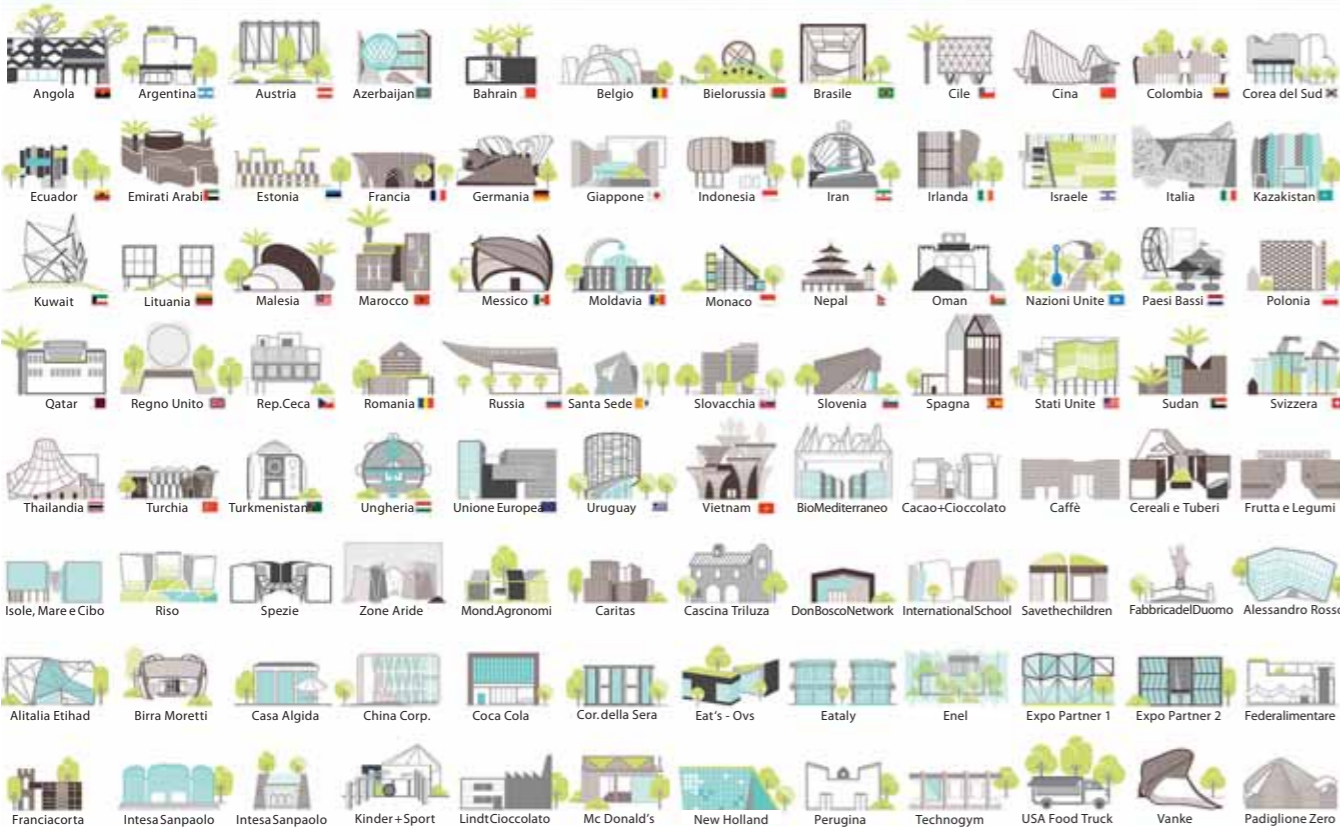 Angola Argentina Austria Azerbaijan Bahrain Belgio Bielorussia Brasile Cile Cina Colombia Corea del Sud
Ecuador Emirati Arabi Estonia Francia Germania Giappone Indonesia Iran Irlanda Israele Italia Kazakistan
Kuwait Lituania Malesia Marocco Messico Moldavia Monaco Nepal Oman Nazioni Unite Paesi Bassi Polonia
Qatar Regno Unito Rep.Ceca Romania Russia Santa Sede Slovacchia Slovenia Spagna Stati Unite Sudan Svizzera
Thailandia Turchia Turkmenistan Ungheria Unione Europea Uruguay Vietnam BioMediterraneo Cacao+Cioccolato Caffè Cereali e Tuberi Frutta e Legumi
Isole, Mare e Cibo Riso Spezie Zone Aride Mond.Agronomi Caritas Cascina Triluza DonBoscoNetwork InternationalSchool Savethechildren FabbricadelDuomo Alessandro Rosso
Alitalia Etihad Birra Moretti Casa Algida China Corp. Coca Cola Cor.della Sera Eat's - Ovs Eataly Enel Expo Partner 1 Expo Partner 2 Federalimentare
Franciacorta Intesa Sanpaolo Intesa Sanpaolo Kinder+Sport LindtCioccolato Mc Donald's New Holland Perugina Technogym USA Food Truck Vanke Padiglione Zero